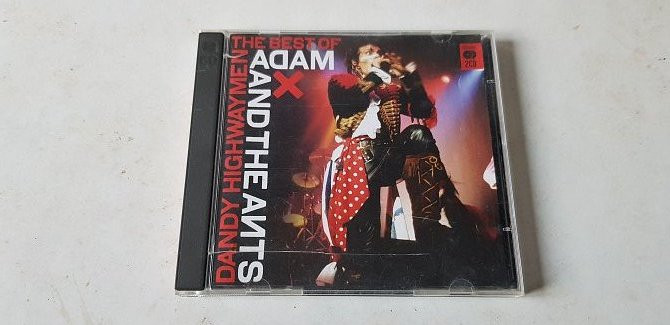 THE BEST OF
ADAM
X
AND THE ANTS
DANDY HIGHWAYMEN
2CD